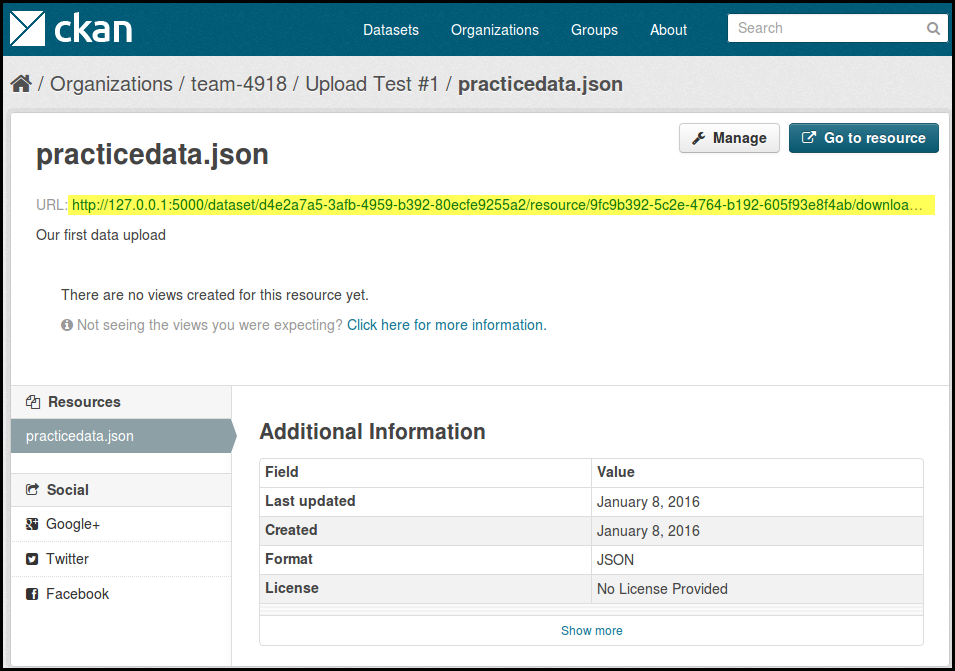 ckan
Datasets Organizations Groups About Search
/ Organizations / team-4918 / Upload Test #1 / practicedata.json
Manage Go to resource
practicedata.json
URL: http://127.0.0.1:5000/dataset/d4e2a7a5-3afb-4959-b392-80ecfe9255a2/resource/9fc9b392-5c2e-4764-b192-605f93e8f4ab/downloa…
Our first data upload
There are no views created for this resource yet.
Not seeing the views you were expecting? Click here for more information.
Resources
practicedata.json
Social
Google+
Twitter
Facebook
Additional Information
Field Value
Last updated January 8, 2016
Created January 8, 2016
Format JSON
License No License Provided
Show more